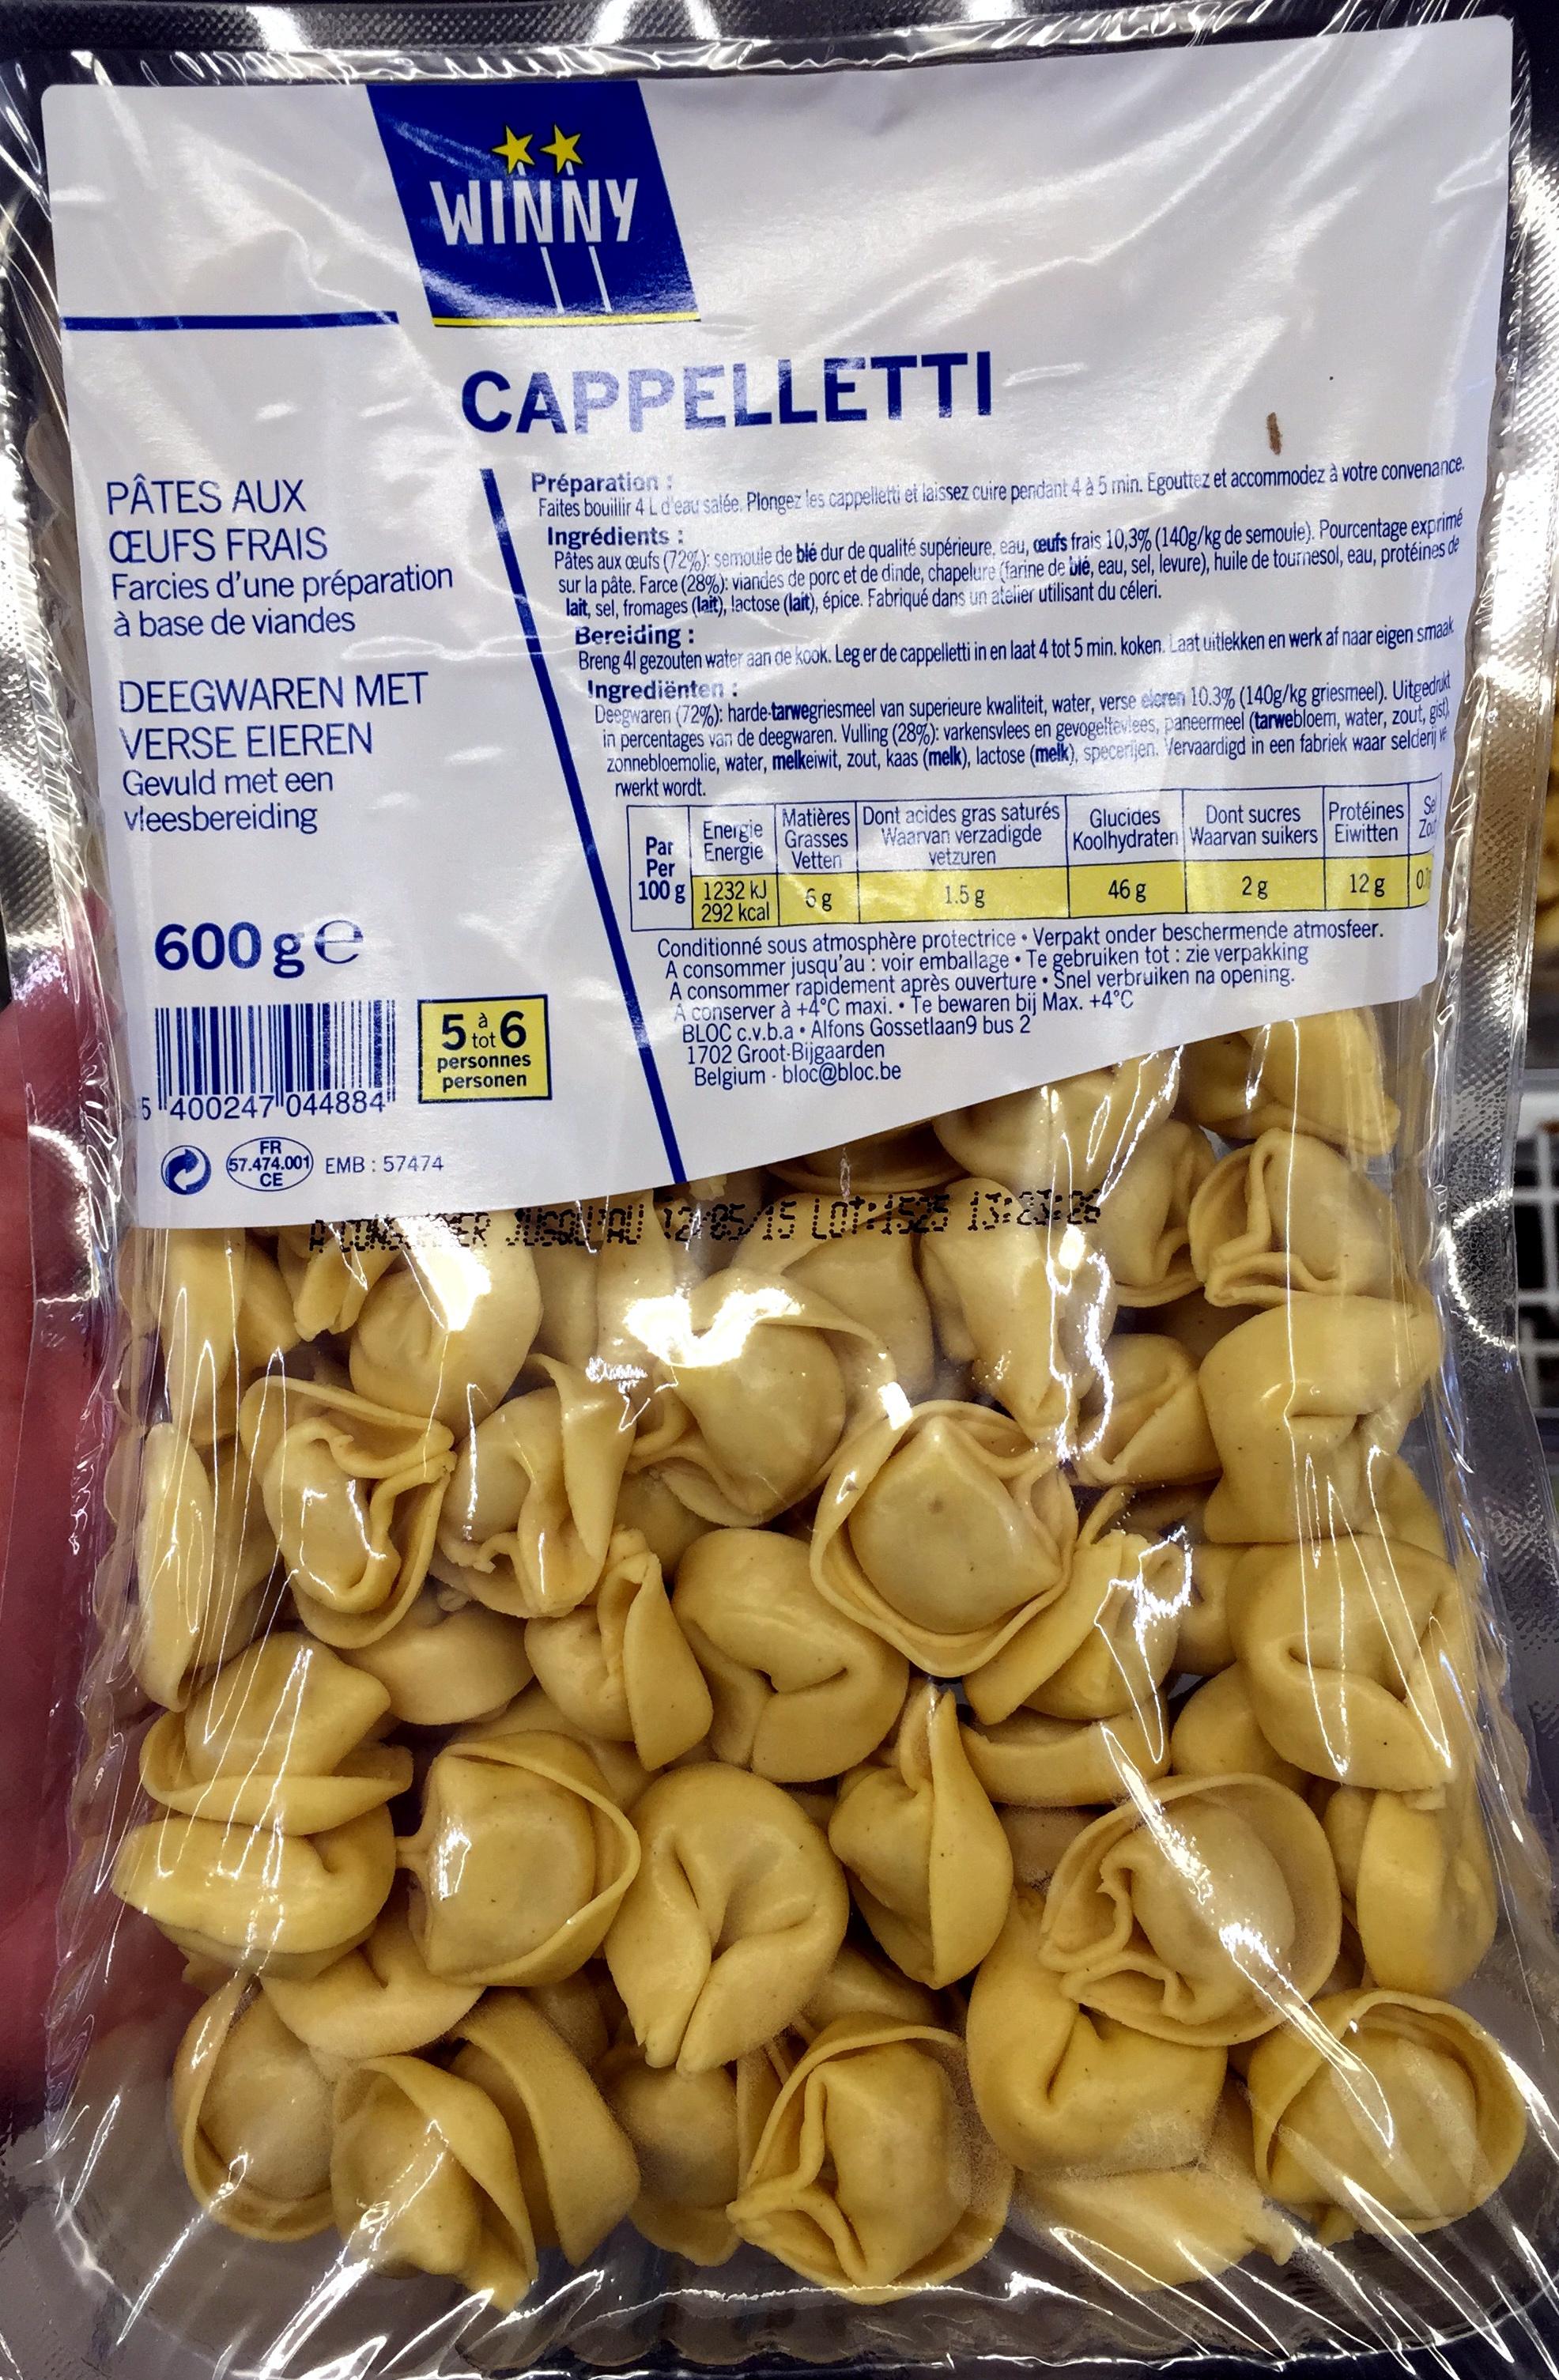 WINNY
CAPPELLETTI
PÂTES AUX
ŒUFS FRAIS
Farcies d'une préparation
à base de viandes
DEEGWAREN MET
VERSE EIEREN
Gevuld met een
vleesbereiding
600 g e
5 400247 044884
5 à tot 6
personnes
personen
FR
57.474.001
CE
EMB : 57474
Préparation :
Faites bouillir 4 L d'eau salée. Plongez les cappelletti et laissez cuire pendant 4 à 5 min. Egouttez et accommodez à votre convenance.
Ingrédients :
Pâtes aux œufs (72%): semoule de blé dur de qualité supérieure, eau, œufs frais 10,3% (140g/kg de semoule). Pourcentage exprimé
sur la pâte. Farce (28%): viandes de porc et de dinde, chapelure (farine de blé, eau, sel, levure), huile de tournesol, eau, protéines de
lait, sel, fromages (lait), lactose (lait), épice. Fabriqué dans un atelier utilisant du céleri.
Bereiding :
Breng 4l gezouten water aan de kook. Leg er de cappelletti in en laat 4 tot 5 min. koken. Laat uitlekken en werk af naar eigen smaak
Ingrediënten :
Deegwaren (72%): harde-tarwegriesmeel van superieure kwaliteit, water, verse eieren 10.3% (140g/kg griesmeel). Uitgedrukt
in percentages van de deegwaren. Vulling (28%): varkensvlees en gevogeltevlees, paneermeel (tarwebloem, water, zout, gist),
zonnebloemolie, water, melkeiwit, zout, kaas (melk), lactose (melk), specerijen. Vervaardigd in een fabriek waar selderij ve
rwerkt wordt.
Par Per 100 g
Energie Energie
Matières Grasses Vetten
Dont acides gras saturés Waarvan verzadigde vetzuren
Glucides Koolhydraten
Dont sucres Waarvan suikers
Protéines Eiwitten
1232 kJ 292 kcal
6 g
1.5 g
46 g
2 g
12 g
Conditionné sous atmosphère protectrice • Verpakt onder beschermende atmosfeer.
A consommer jusqu'au : voir emballage • Te gebruiken tot : zie verpakking
A consommer rapidement après ouverture • Snel verbruiken na opening.
A conserver à +4°C maxi. • Te bewaren bij Max. +4°C
BLOC c.v.b.a • Alfons Gossetlaan9 bus 2
1702 Groot-Bijgaarden
Belgium - bloc@bloc.be
JUSQU'AU 12/05/15 LOT:1525 13:23:26